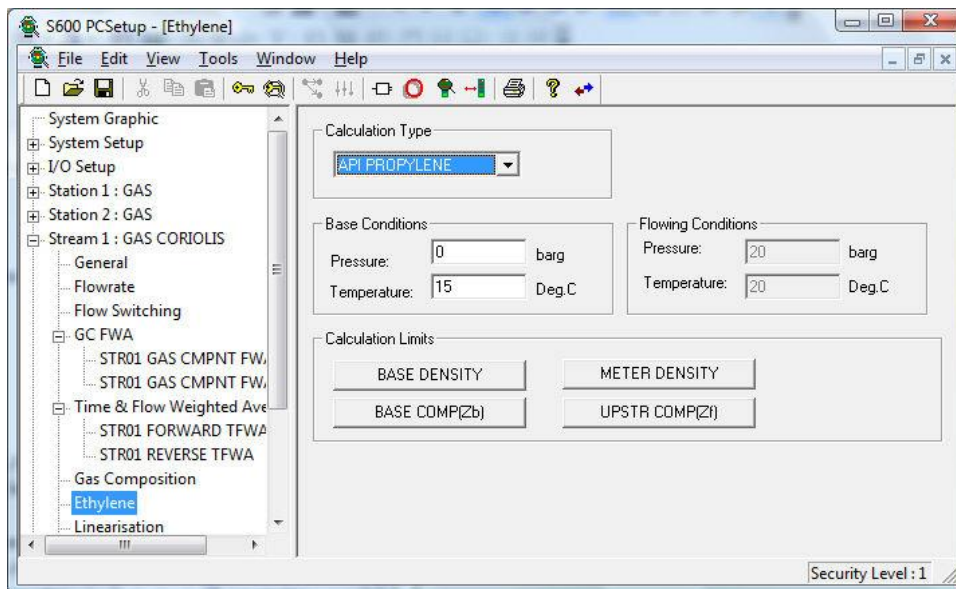 S600 PCSetup - [Ethylene]
File Edit View Tools Window Help
System Graphic
System Setup
I/O Setup
Station 1 : GAS
Station 2 : GAS
Stream 1 : GAS CORIOLIS
General
Flowrate
Flow Switching
GC FWA
STR01 GAS CMPNT FW
STR01 GAS CMPNT FW
Time & Flow Weighted Ave
STR01 FORWARD TFWA
STR01 REVERSE TFWA
Gas Composition
Ethylene
Linearisation
Calculation Type
API PROPYLENE
Base Conditions
Pressure: 0 barg
Temperature: 15 Deg.C
Flowing Conditions
Pressure: 20 barg
Temperature: 20 Deg.C
Calculation Limits
BASE DENSITY METER DENSITY
BASE COMP(Zb) UPSTR COMP(Zf)
Security Level : 1